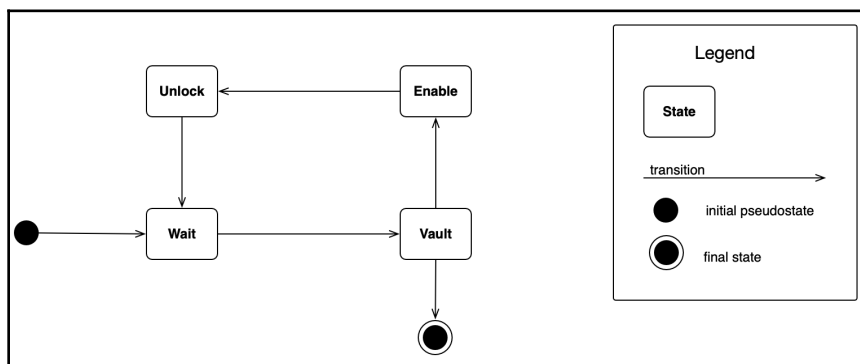 Legend
Unlock
Enable
State
transition
initial pseudostate
Wait
Vault
final state